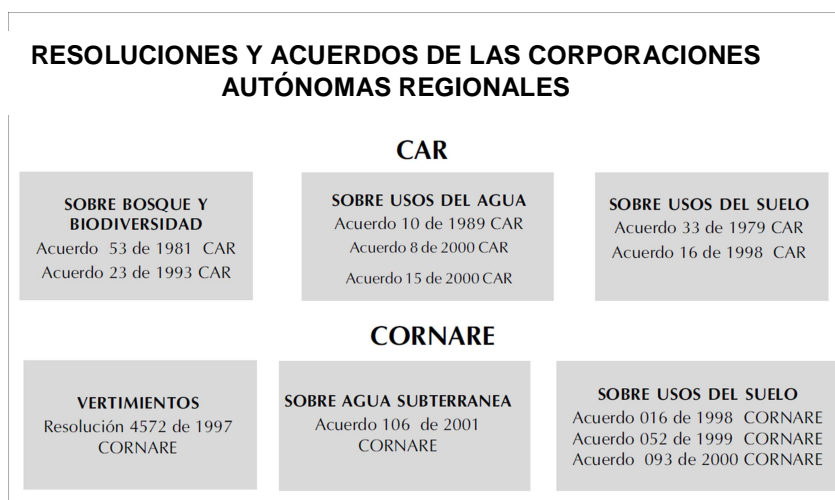 RESOLUCIONES Y ACUERDOS DE LAS CORPORACIONES
AUTÓNOMAS REGIONALES
CAR
SOBRE BOSQUE Y
BIODIVERSIDAD
Acuerdo 53 de 1981 CAR
Acuerdo 23 de 1993 CAR
SOBRE USOS DEL AGUA
Acuerdo 10 de 1989 CAR
Acuerdo 8 de 2000 CAR
Acuerdo 15 de 2000 CAR
SOBRE USOS DEL SUELO
Acuerdo 33 de 1979 CAR
Acuerdo 16 de 1998 CAR
CORNARE
VERTIMIENTOS
Resolución 4572 de 1997
CORNARE
SOBRE AGUA SUBTERRANEA
Acuerdo 106 de 2001
CORNARE
SOBRE USOS DEL SUELO
Acuerdo 016 de 1998 CORNARE
Acuerdo 052 de 1999 CORNARE
Acuerdo 093 de 2000 CORNARE